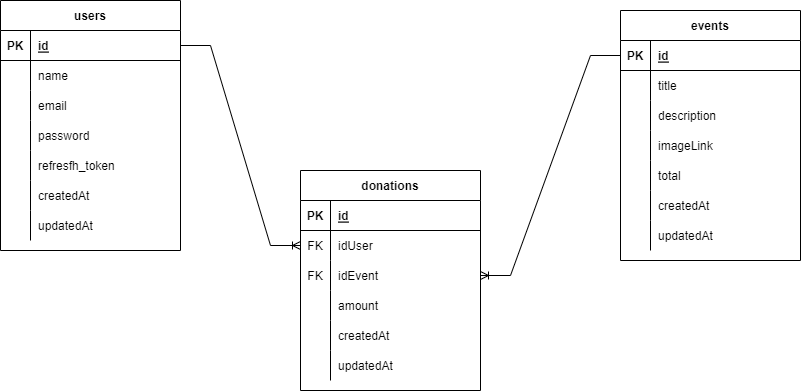 users
PK id
name
email
password
refresfh_token
createdAt
updatedAt
events
PK id
title
description
imageLink
total
createdAt
updatedAt
donations
PK id
FK idUser
FK idEvent
amount
createdAt
updatedAt